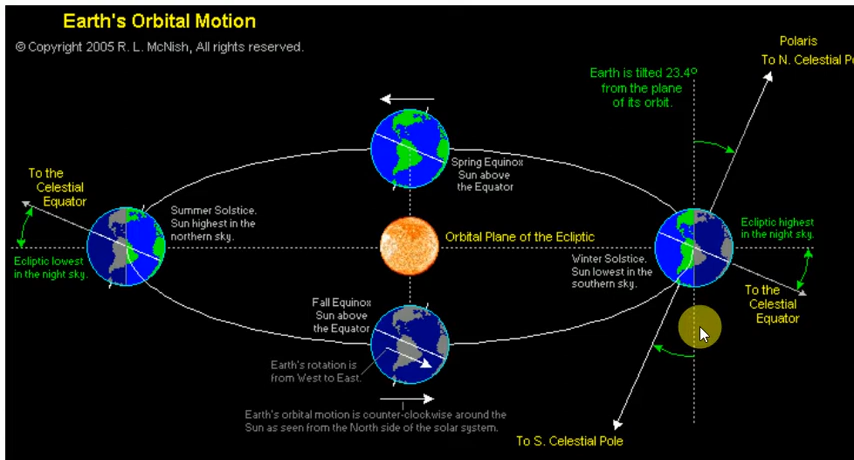 Earth's Orbital Motion
© Copyright 2005 R. L. McNish, All rights reserved.
Polaris
To N. Celestial Po
Earth is tilted 23.4º
from the plane
of its orbit.
Spring Equinox
Sun above
the Equator
To the
Celestial
Equator
Summer Solstice.
Sun highest in the
northern sky.
Ecliptic lowest
in the night sky.
Orbital Plane of the Ecliptic
Winter Solstice.
Sun lowest in the
southern sky.
Ecliptic highest
in the night sky.
To the
Celestial
Equator
Fall Equinox
Sun above
the Equator
Earth's rotation is
from West to East.
Earth's orbital motion is counter-clockwise around the
Sun as seen from the North side of the solar system.
To S. Celestial Pole